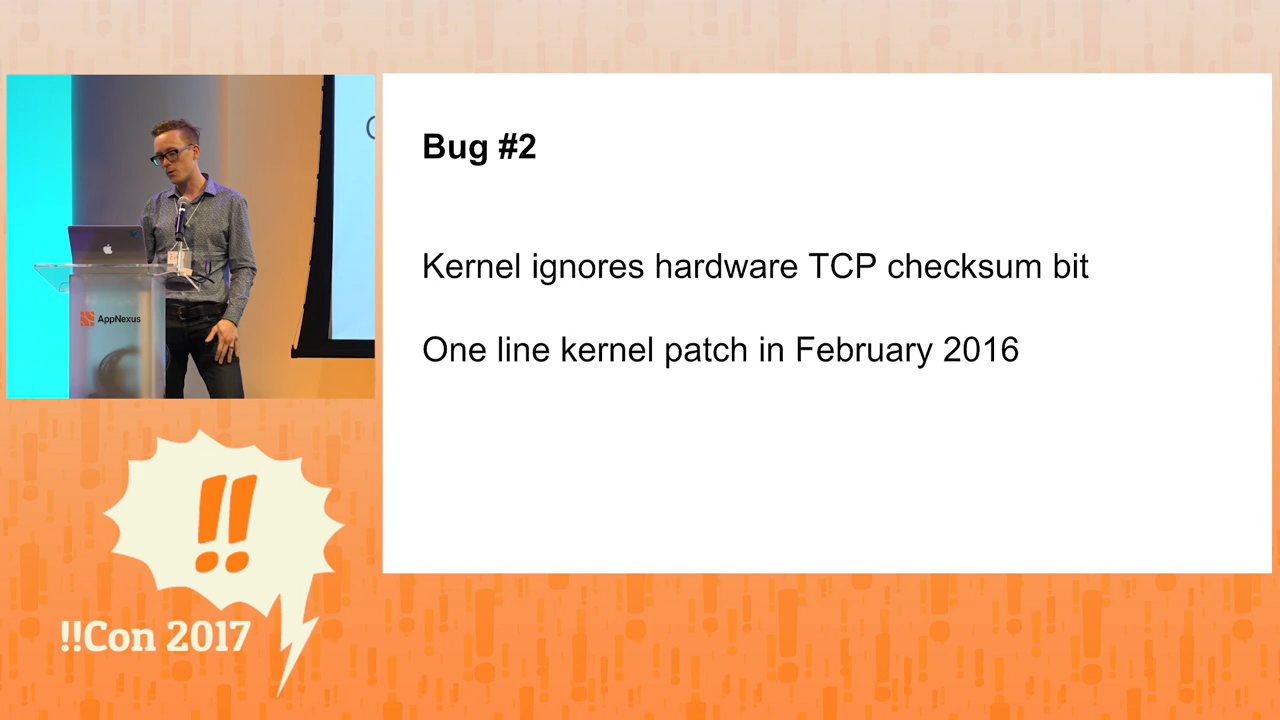 Bug #2
Kernel ignores hardware TCP checksum bit
One line kernel patch in February 2016
AppNexus
!!
!!Con 2017